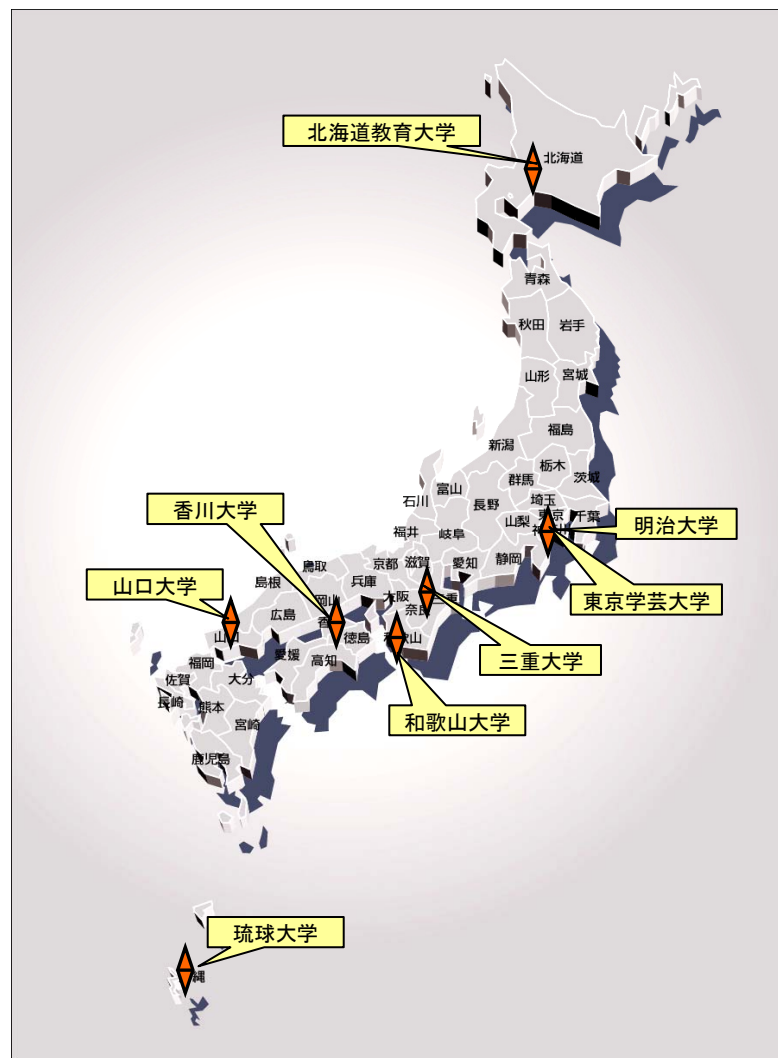 北海道教育大学
北海道
青森
秋田
岩手
山形
宮城
福島
新潟
栃木
群馬
茨城
富山
石川
長野
埼玉
山梨
東京
千葉
明治大学
香川大学
福井
岐阜
静岡
愛知
京都
滋賀
鳥取
兵庫
島根
山口大学
岡山
大阪
奈良
三重
東京学芸大学
広島
徳島
愛媛
高知
三重大学
福岡
佐賀
大分
長崎
熊本
宮崎
鹿児島
和歌山大学
琉球大学
縄